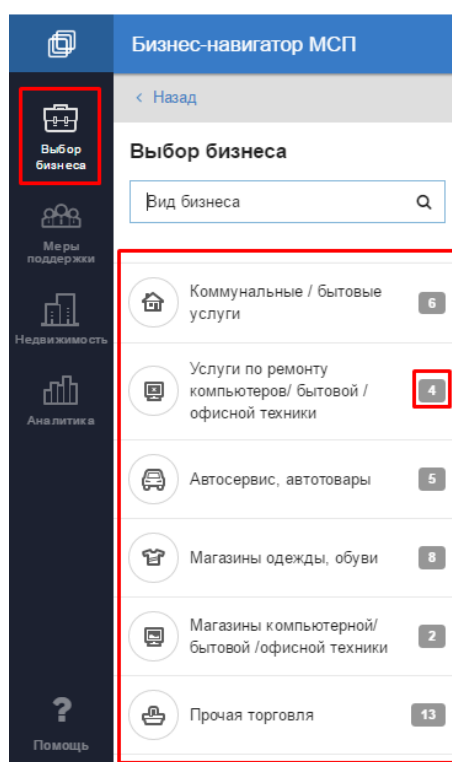 Бизнес-навигатор МСП
< Назад
Выбор бизнеса
Вид бизнеса
Выбор
бизнеса
Меры
поддержки
Недвижимость
Аналитика
Помощь
Коммунальные / бытовые
услуги
6
Услуги по ремонту
компьютеров/ бытовой /
офисной техники
4
Автосервис, автотовары
5
Магазины одежды, обуви
8
Магазины компьютерной/
бытовой /офисной техники
2
Прочая торговля
13